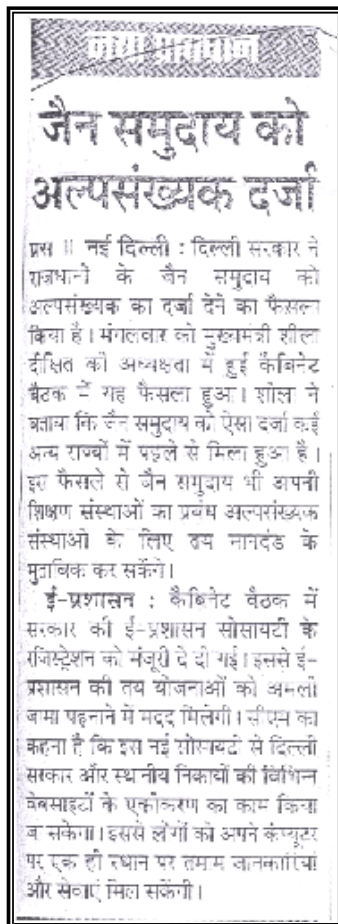 नया प्रावधान
जैन समुदाय को
अल्पसंख्यक दर्जा
प्रस ॥ नई दिल्ली : दिल्ली सरकार ने
राजधानी के जैन समुदाय को
अल्पसंख्यक का दर्जा देने का फैसला
किया है। मंगलवार को मुख्यमंत्री शीला
दीक्षित की अध्यक्षता में हुई कैबिनेट
बैठक में यह फैसला हुआ। शीला ने
बताया कि जैन समुदाय को ऐसा दर्जा कई
अन्य राज्यों में पहले से मिला हुआ है।
इस फैसले से जैन समुदाय भी अपनी
शिक्षण संस्थाओं का प्रबंध अल्पसंख्यक
संस्थाओं के लिए तय मानदंड के
मुताबिक कर सकेंगे।
ई-प्रशासन : कैबिनेट बैठक में
सरकार की ई-प्रशासन सोसायटी के
रजिस्ट्रेशन को मंजूरी दे दी गई। इससे ई-
प्रशासन की तय योजनाओं को अमली
जामा पहनाने में मदद मिलेगी। सीएम का
कहना है कि इस नई सोसायटी से दिल्ली
सरकार और स्थानीय निकायों की विभिन्न
वेबसाइटों के एकीकरण का काम किया
जा सकेगा। इससे लोगों को अपने कंप्यूटर
पर एक ही स्थान पर तमाम जानकारियां
और सेवाएं मिल सकेंगी।